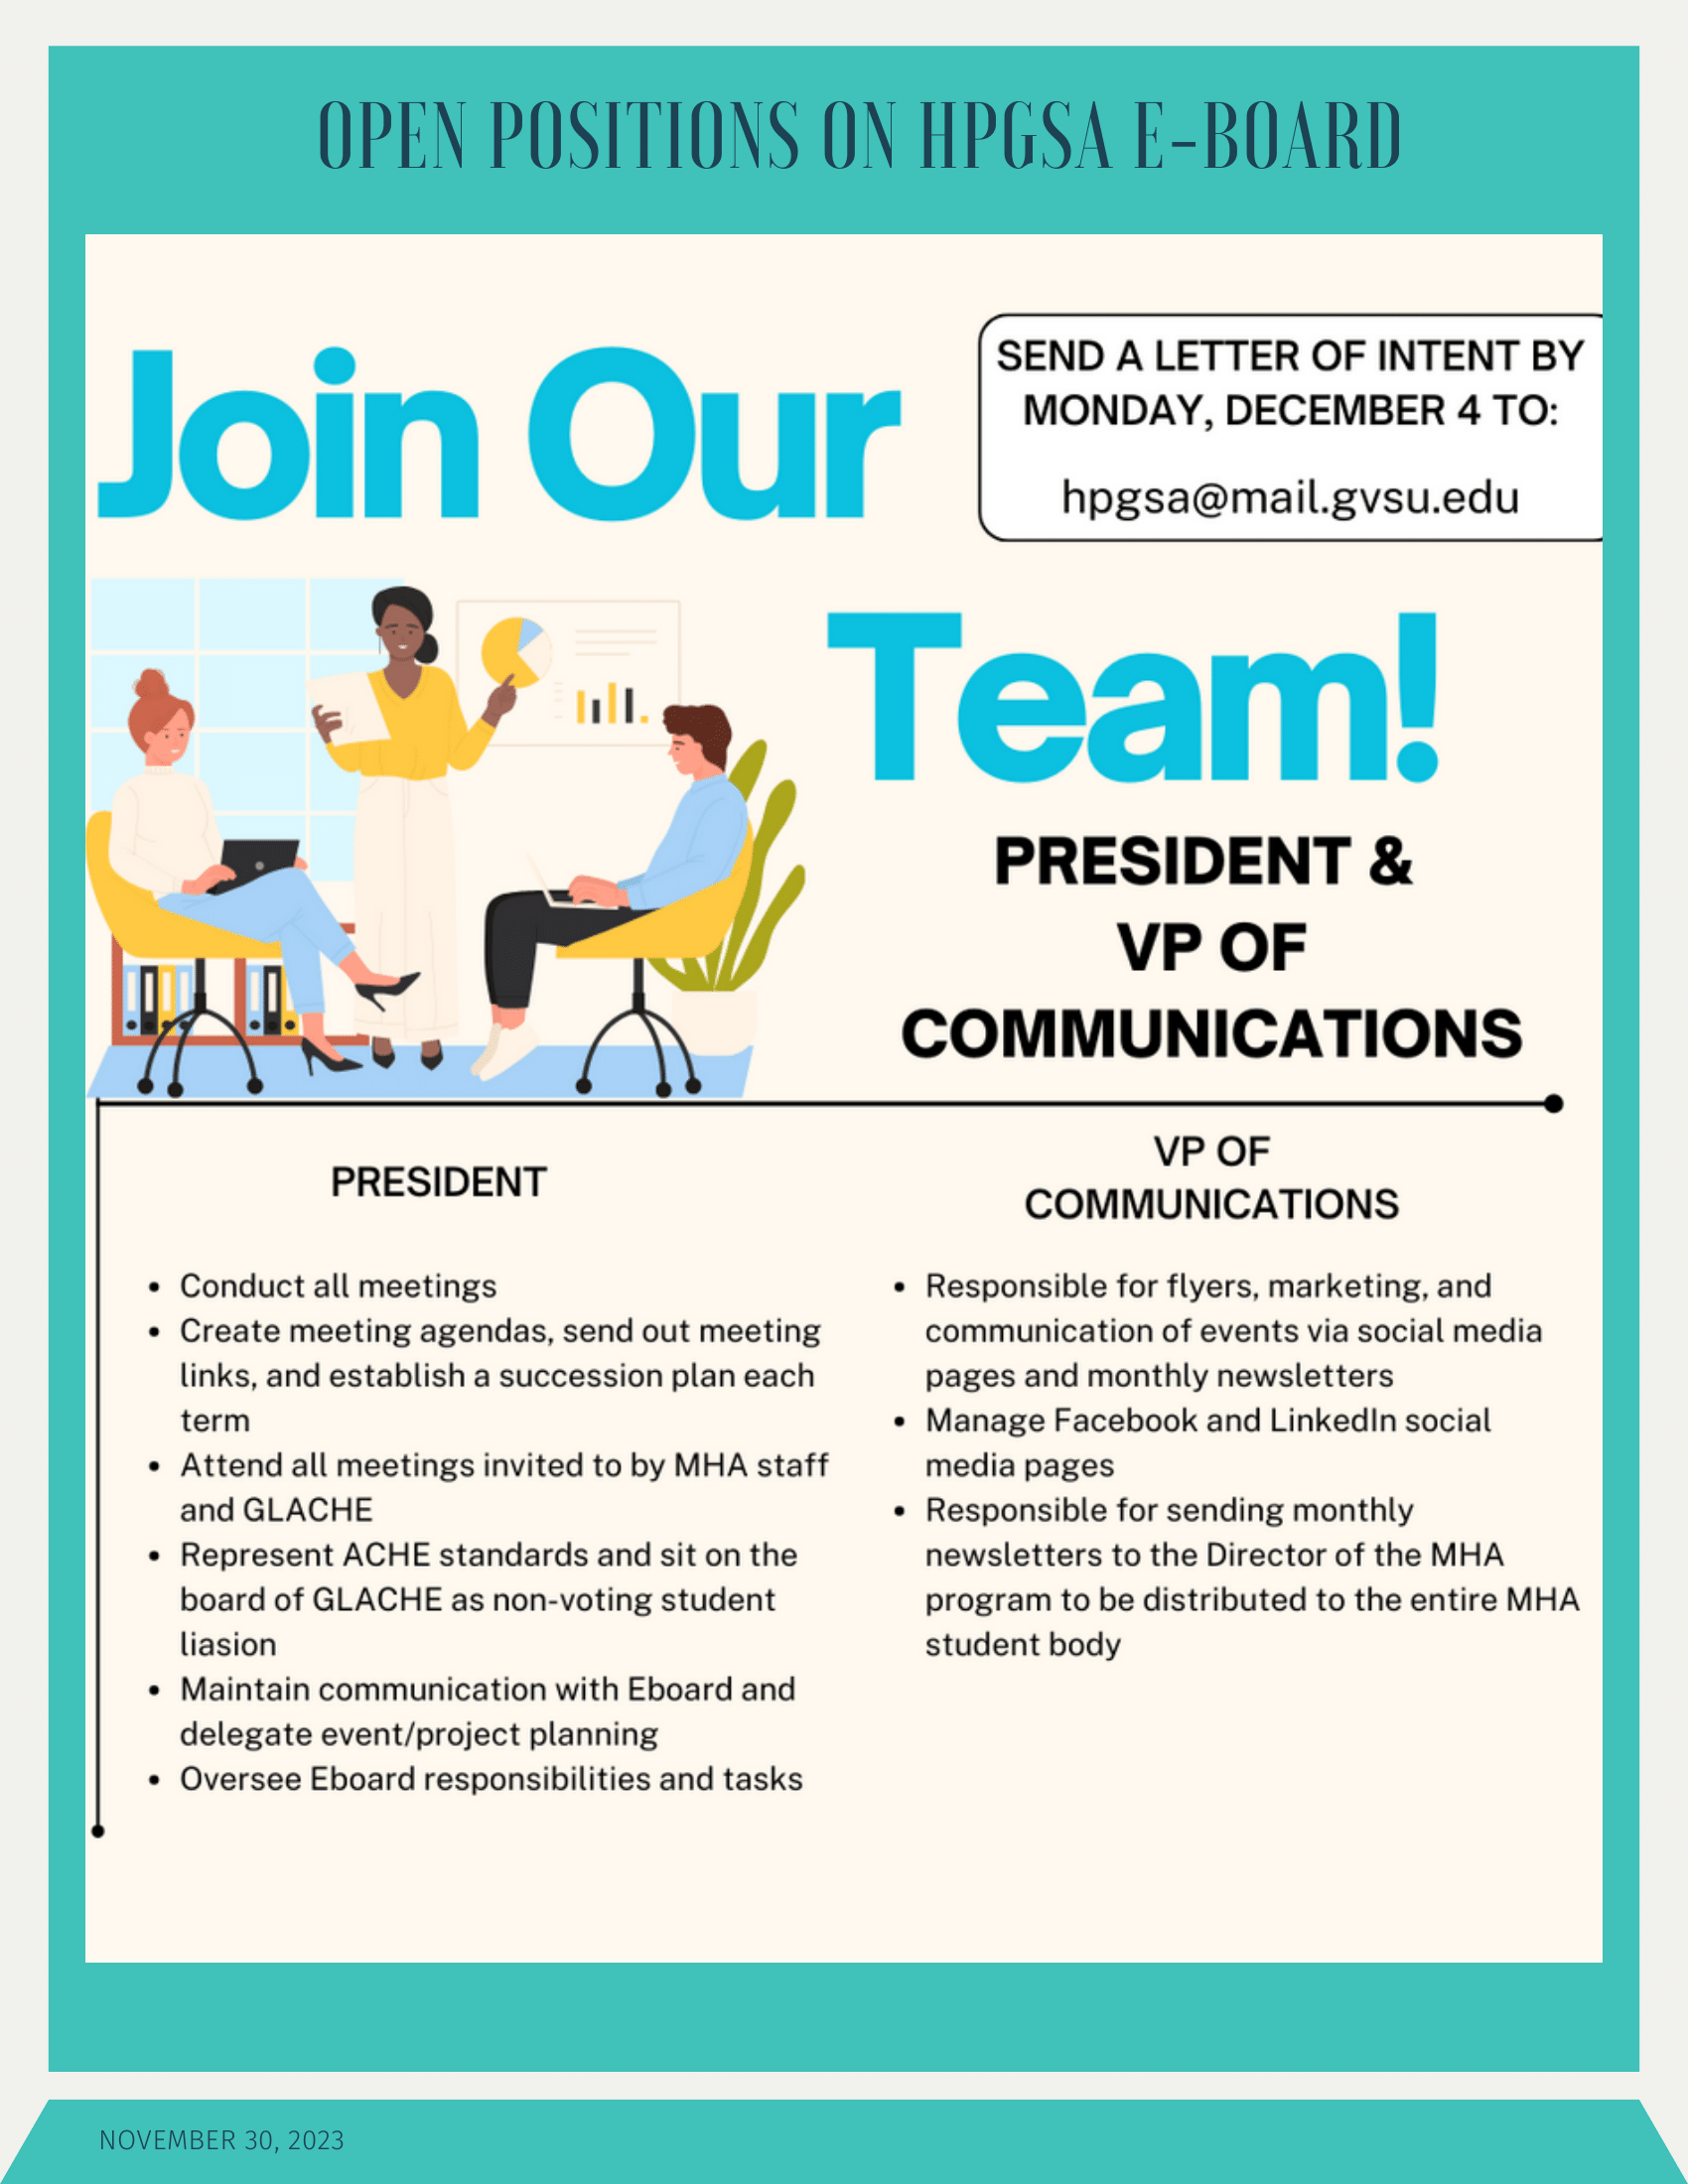 OPEN POSITIONS ON HPGSA E-BOARD
Join Our
SEND A LETTER OF INTENT BY
MONDAY, DECEMBER 4 TO:
hpgsa@mail.gvsu.edu
Team!
PRESIDENT &
VP OF
COMMUNICATIONS
PRESIDENT
• Conduct all meetings
• Create meeting agendas, send out meeting
links, and establish a succession plan each
term
• Attend all meetings invited to by MHA staff
and GLACHE
• Represent ACHE standards and sit on the
board of GLACHE as non-voting student
liasion
• Maintain communication with Eboard and
delegate event/project planning
• Oversee Eboard responsibilities and tasks
VP OF
COMMUNICATIONS
• Responsible for flyers, marketing, and
communication of events via social media
pages and monthly newsletters
• Manage Facebook and LinkedIn social
media pages
• Responsible for sending monthly
newsletters to the Director of the MHA
program to be distributed to the entire MHA
student body
NOVEMBER 30, 2023